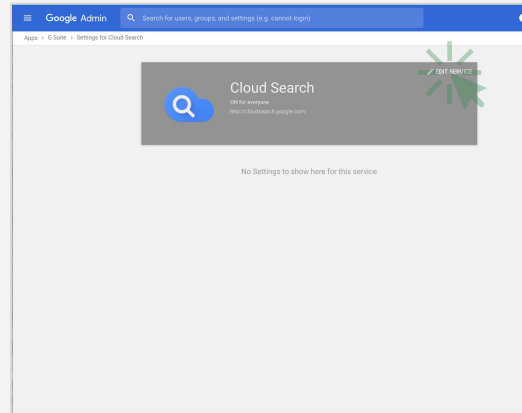 Google Admin
Search for users, groups, and settings (e.g. cannot login)
Apps > G Suite > Settings for Cloud Search
EDIT SERVICE
Cloud Search
ON for everyone
http://cloudsearch.google.com
No Settings to show here for this service